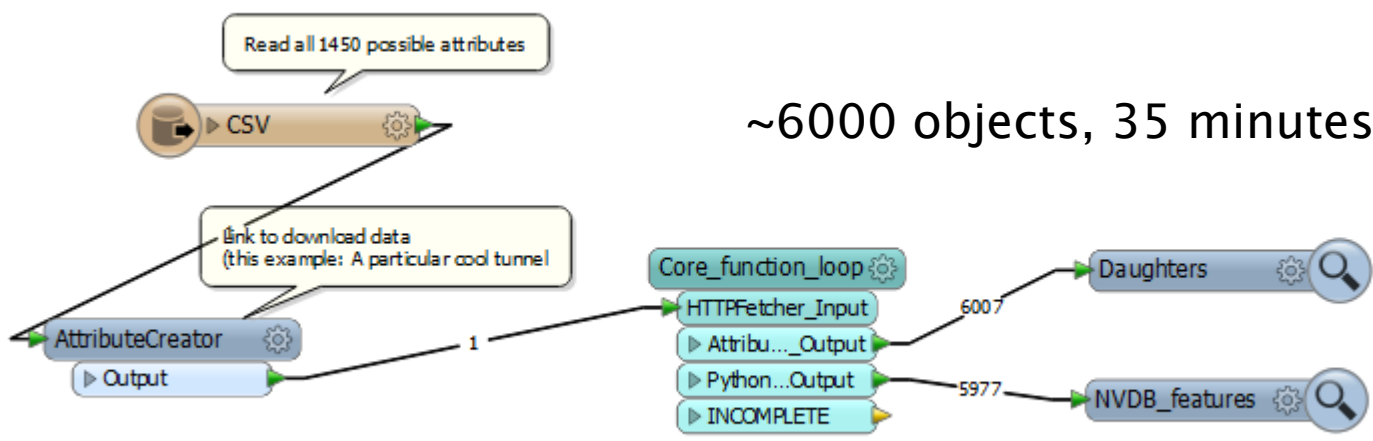 Read all 1450 possible attributes
CSV
~6000 objects, 35 minutes
Link to download data
(this example: A particular cool tunnel
AttributeCreator
Output
1
Core_function_loop
HTTPFetcher_Input
Attribu..._Output
Python...Output
INCOMPLETE
6007
5977
Daughters
NVDB_features